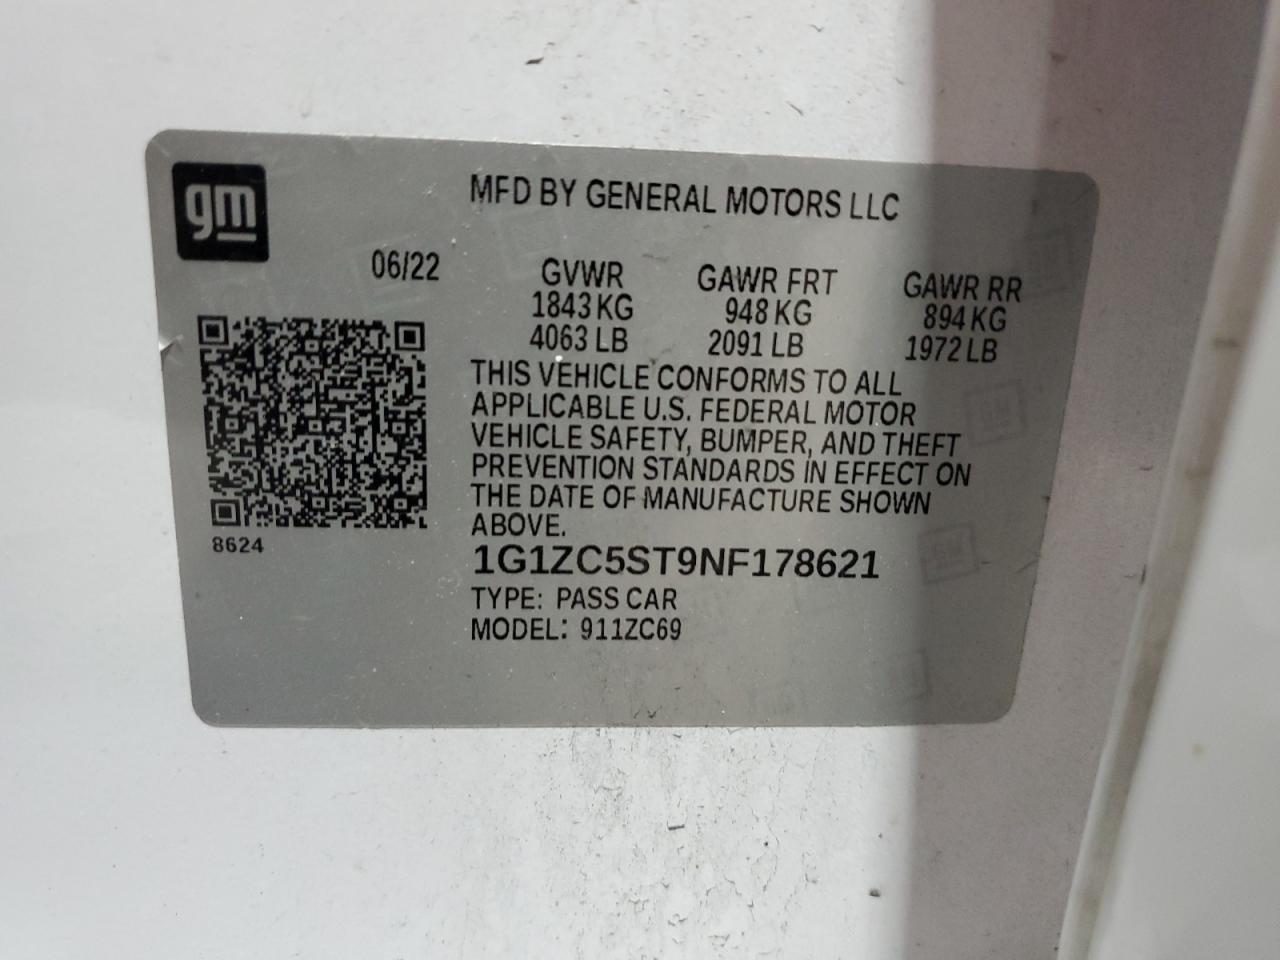 gm
MFD BY GENERAL MOTORS LLC
06/22
GVWR GAWR FRT GAWR RR
1843 KG 948 KG 894 KG
4063 LB 2091 LB 1972 LB
THIS VEHICLE CONFORMS TO ALL
APPLICABLE U.S. FEDERAL MOTOR
VEHICLE SAFETY, BUMPER, AND THEFT
PREVENTION STANDARDS IN EFFECT ON
THE DATE OF MANUFACTURE SHOWN
ABOVE.
8624
1G1ZC5ST9NF178621
TYPE: PASS CAR
MODEL: 911ZC69